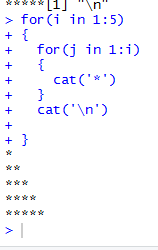 *****[1] "\n"
> for(i in 1:5)
+ {
+   for(j in 1:i)
+   {
+     cat('*')
+   }
+   cat('\n')
+
+ }
*
**
***
****
*****
>